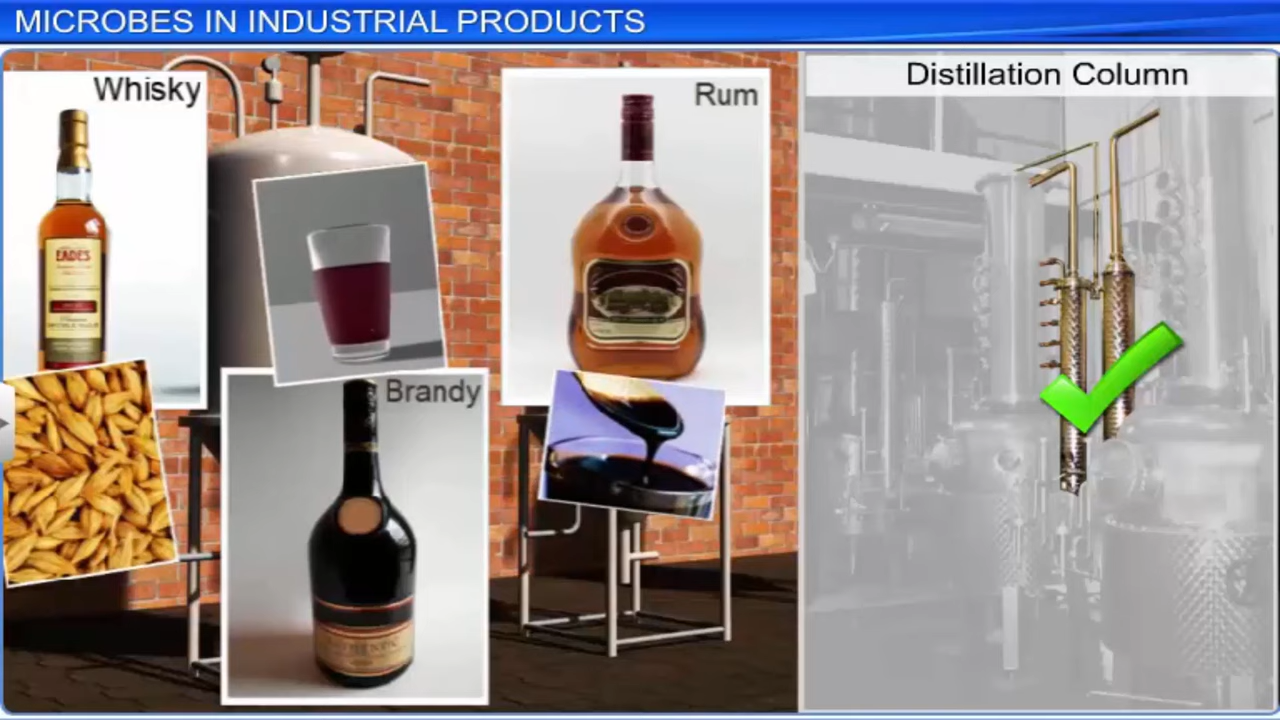 MICROBES IN INDUSTRIAL PRODUCTS
Whisky
Rum
Distillation Column
EADES
Brandy